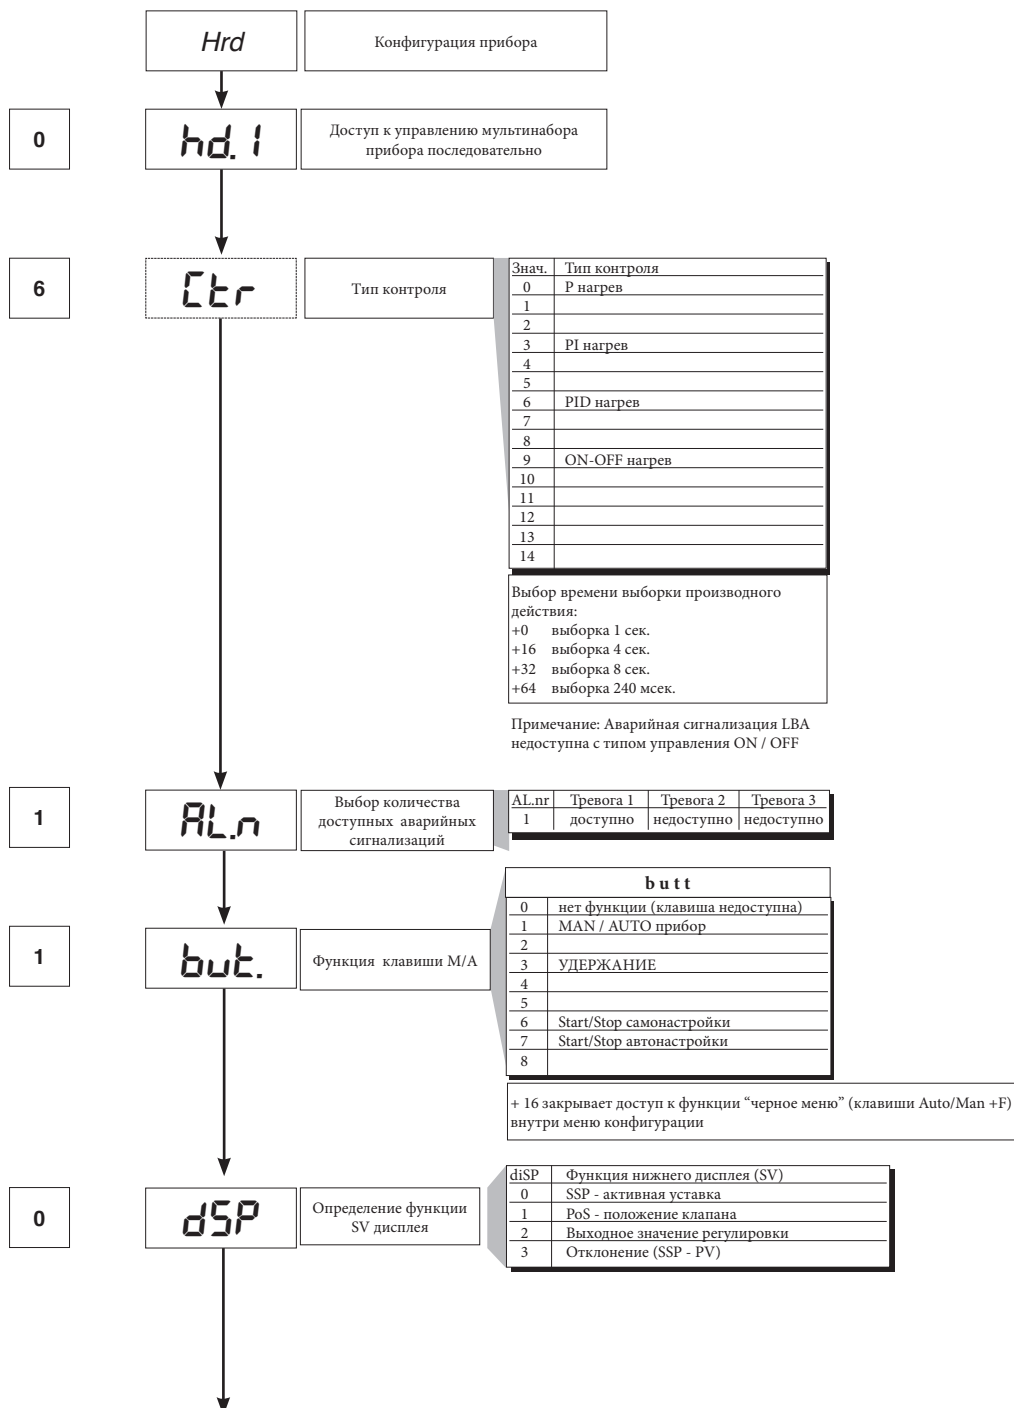 Hrd
Конфигурация прибора
0
hd. 1
Доступ к управлению мультинабора
прибора последовательно
6
Ctr
Тип контроля
Знач. Тип контроля
0 P нагрев
1
2
3 PI нагрев
4
5
6 PID нагрев
7
8
9 ON-OFF нагрев
10
11
12
13
14
Выбор времени выборки производного
действия:
+0 выборка 1 сек.
+16 выборка 4 сек.
+32 выборка 8 сек.
+64 выборка 240 мсек.
Примечание: Аварийная сигнализация LBA
недоступна с типом управления ON / OFF
1
AL.n
Выбор количества
доступных аварийных
сигнализаций
AL.nr Тревога 1 Тревога 2 Тревога 3
1 доступно недоступно недоступно
1
but.
Функция клавиши М/А
butt
0 нет функции (клавиша недоступна)
1 MAN / AUTO прибор
2
3 УДЕРЖАНИЕ
4
5
6 Start/Stop самонастройки
7 Start/Stop автонастройки
8
+ 16 закрывает доступ к функции “черное меню” (клавиши Auto/Man +F)
внутри меню конфигурации
0
dSP
Определение функции
SV дисплея
diSP Функция нижнего дисплея (SV)
0 SSP - активная уставка
1 PoS - положение клапана
2 Выходное значение регулировки
3 Отклонение (SSP - PV)